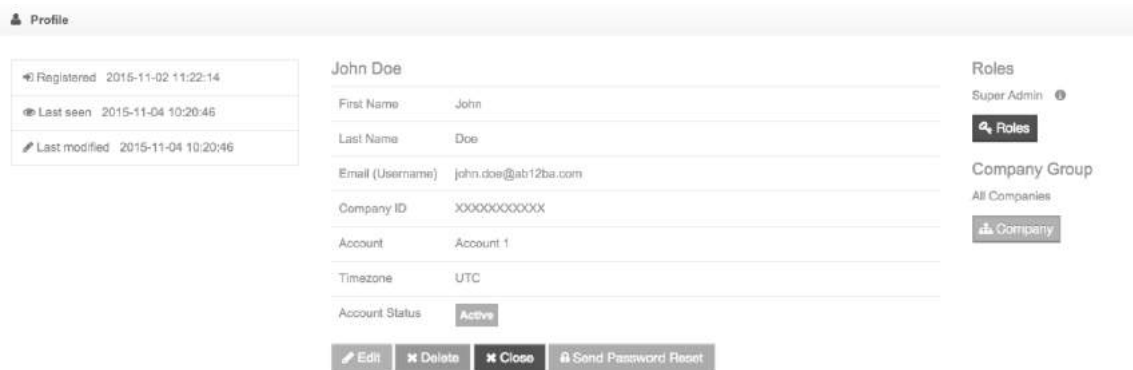 Profile
Registered 2015-11-02 11:22:14
Last seen 2015-11-04 10:20:46
Last modified 2015-11-04 10:20:46
John Doe
First Name John
Last Name Doe
Email (Username) john.doe@ab12ba.com
Company ID XXXXXXXXXXX
Account Account 1
Timezone UTC
Account Status Active
Edit Delete Close Send Password Reset
Roles
Super Admin
Roles
Company Group
All Companies
Company